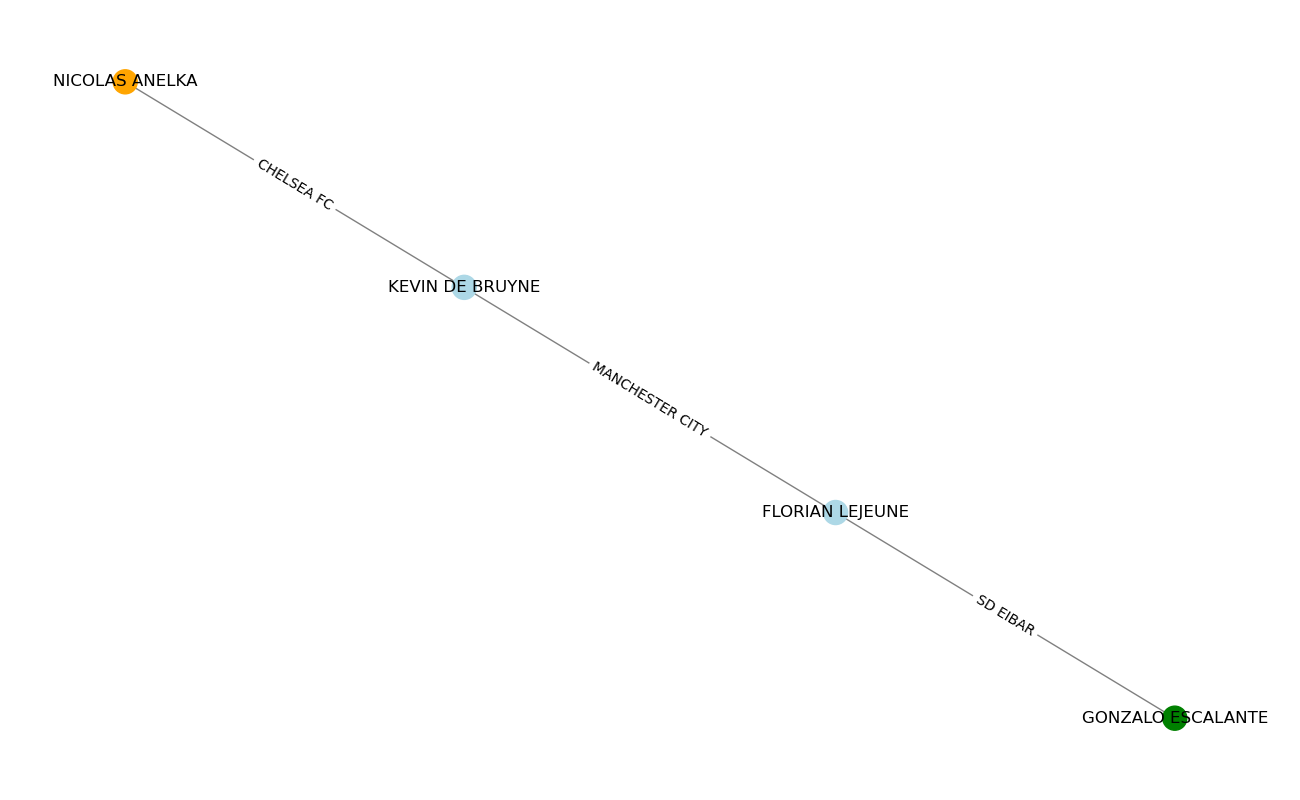 NICOLAS ANELKA
CHELSEA FC
KEVIN DE BRUYNE
MANCHESTER CITY
FLORIAN LEJEUNE
SD EIBAR
GONZALO ESCALANTE